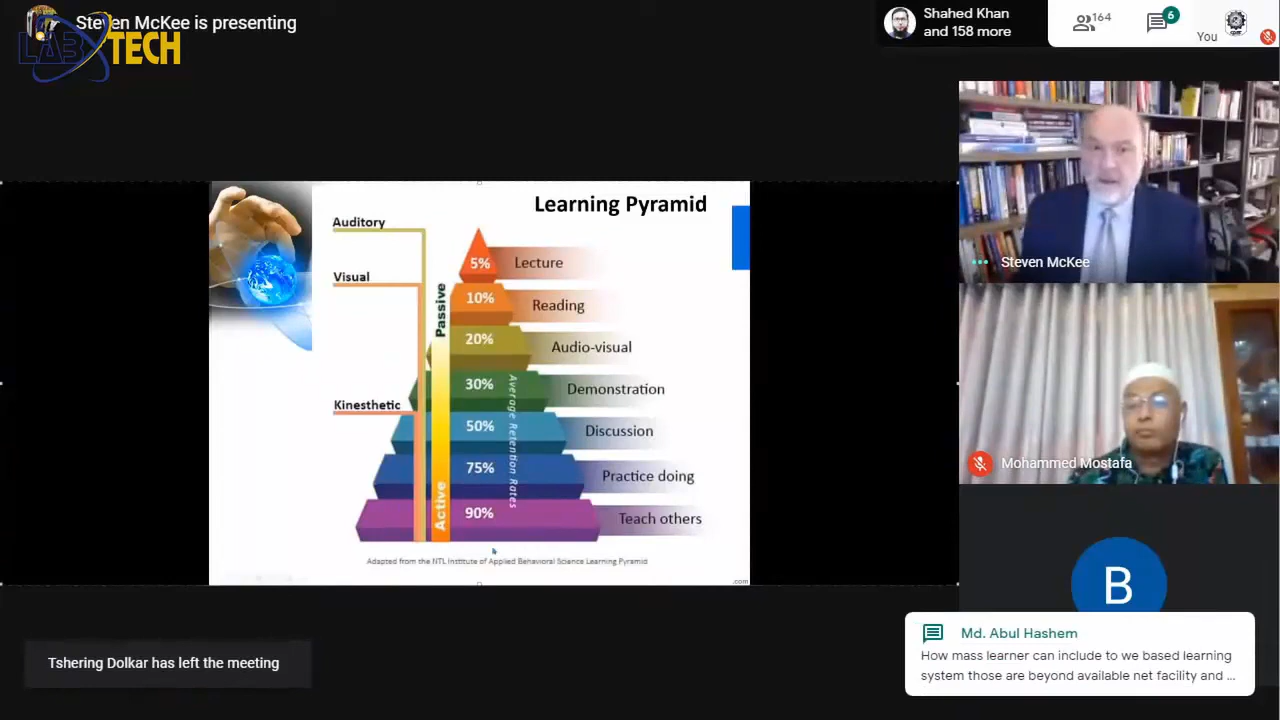 Steven McKee is presenting
LAB TECH
Shahed Khan
and 158 more
164
6
You
Learning Pyramid
Auditory
Visual
Kinesthetic
Passive
Active
5% Lecture
10% Reading
20% Audio-visual
30% Demonstration
50% Discussion
75% Practice doing
90% Teach others
Average Retention Rates
Adapted from the NTL Institute of Applied Behavioral Science Learning Pyramid
.com
Steven McKee
Mohammed Mostafa
B
Tshering Dolkar has left the meeting
Md. Abul Hashem
How mass learner can include to we based learning
system those are beyond available net facility and ...